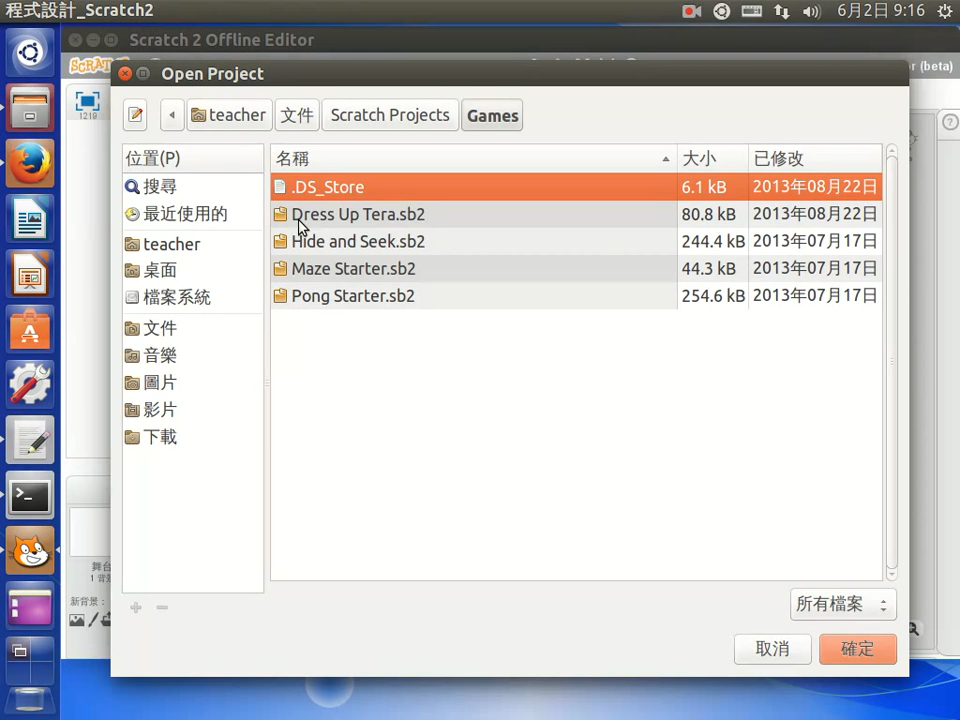 程式設計_Scratch2
6月2日 9:16
Scratch 2 Offline Editor
or (beta)
Open Project
teacher
文件
Scratch Projects
Games
位置(P)
名稱
大小
已修改
搜尋
.DS_Store
6.1 kB
2013年08月22日
最近使用的
Dress Up Tera.sb2
80.8 kB
2013年08月22日
teacher
Hide and Seek.sb2
244.4 kB
2013年07月17日
桌面
Maze Starter.sb2
44.3 kB
2013年07月17日
檔案系統
Pong Starter.sb2
254.6 kB
2013年07月17日
文件
音樂
圖片
影片
下載
舞台
新背景:
所有檔案
取消
確定